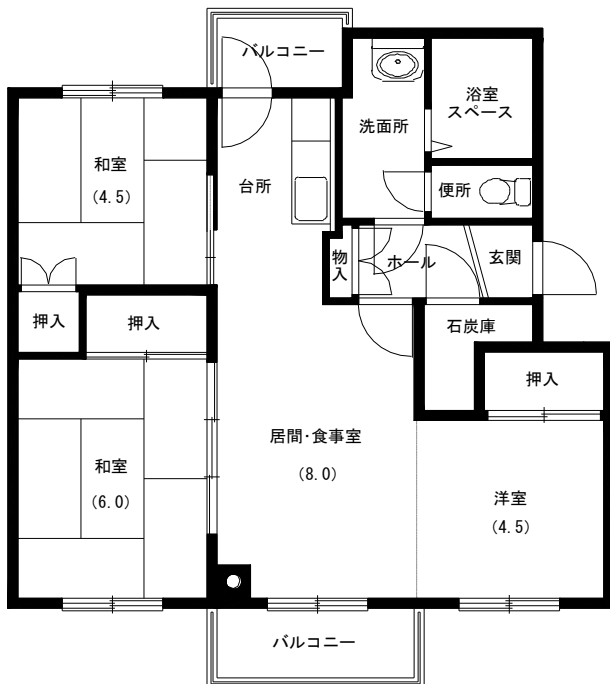 バルコニー
浴室
スペース
洗面所
和室
(4.5)
台所
便所
物
入
ホール
玄関
押入
押入
石炭庫
押入
居間･食事室
(8.0)
和室
(6.0)
洋室
(4.5)
バルコニー